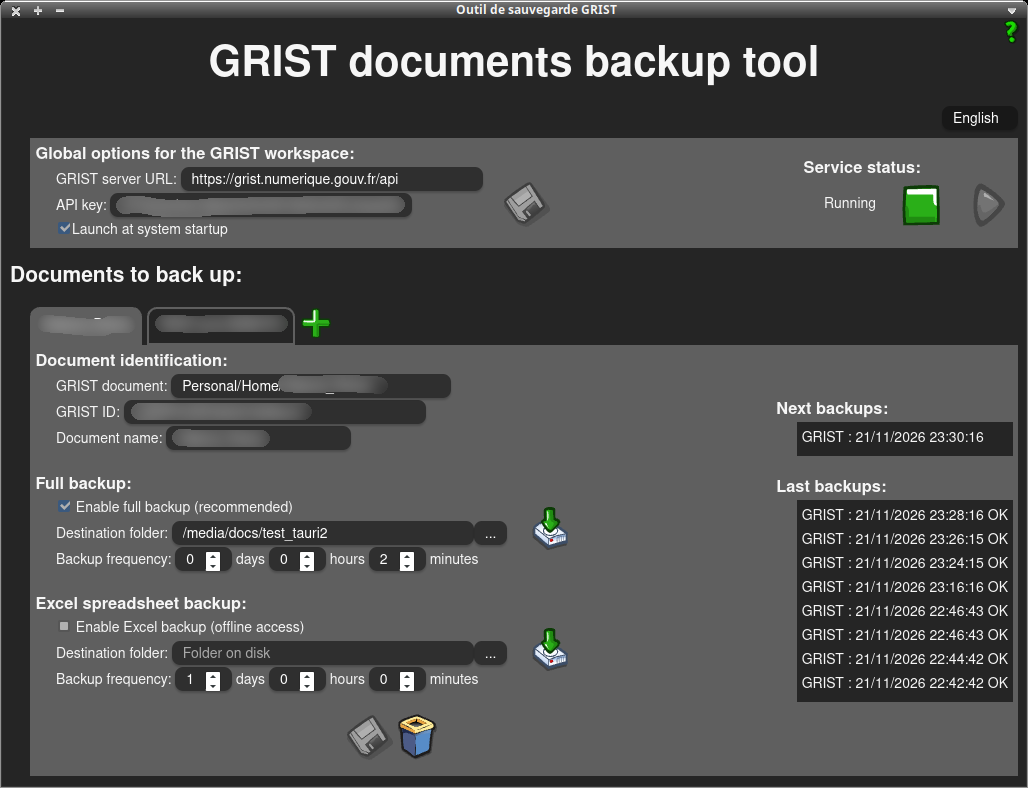 Outil de sauvegarde GRIST
?
GRIST documents backup tool
English
Global options for the GRIST workspace:
GRIST server URL: https://grist.numerique.gouv.fr/api
API key:
Launch at system startup
Service status:
Running
Documents to back up:
Document identification:
GRIST document: Personal/Home/
GRIST ID:
Document name:
Full backup:
Enable full backup (recommended)
Destination folder: /media/docs/test_tauri2 ...
Backup frequency: 0 days 0 hours 2 minutes
Excel spreadsheet backup:
Enable Excel backup (offline access)
Destination folder: Folder on disk ...
Backup frequency: 1 days 0 hours 0 minutes
Next backups:
GRIST : 21/11/2026 23:30:16
Last backups:
GRIST : 21/11/2026 23:28:16 OK
GRIST : 21/11/2026 23:26:15 OK
GRIST : 21/11/2026 23:24:15 OK
GRIST : 21/11/2026 23:16:16 OK
GRIST : 21/11/2026 22:46:43 OK
GRIST : 21/11/2026 22:46:43 OK
GRIST : 21/11/2026 22:44:42 OK
GRIST : 21/11/2026 22:42:42 OK